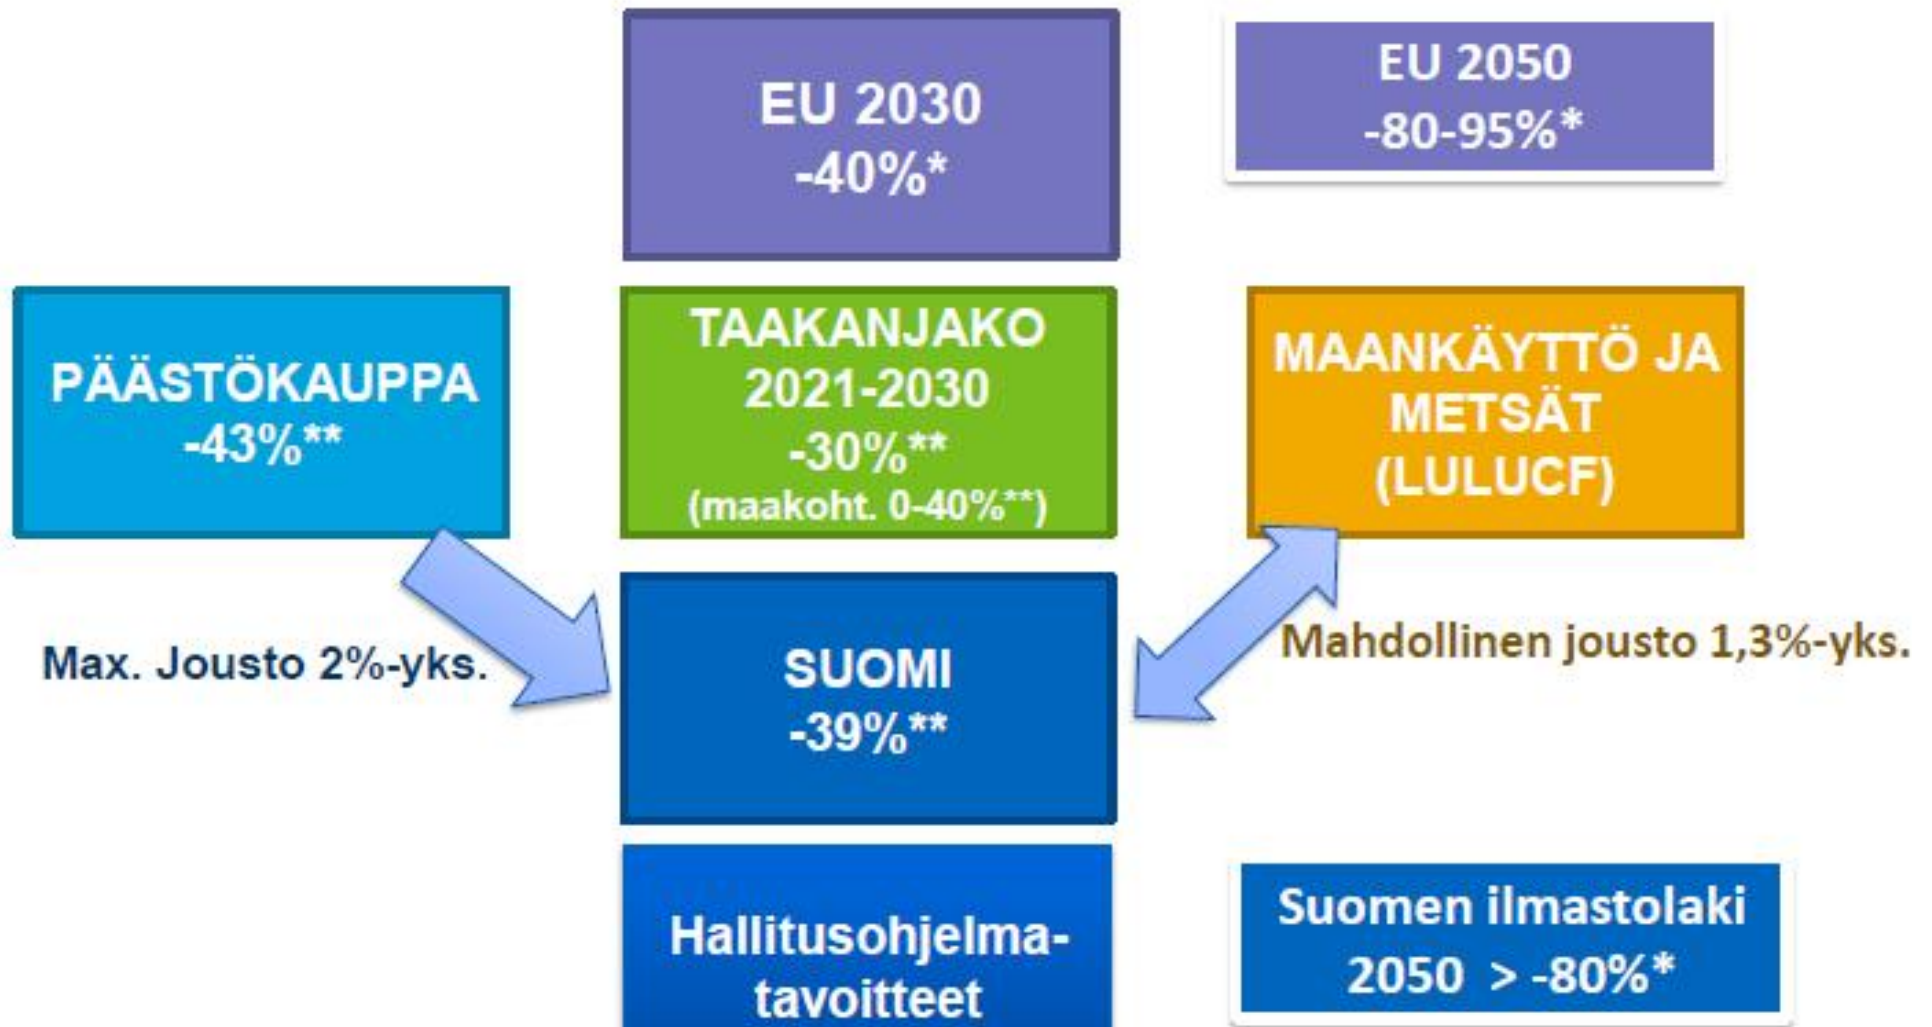 EU 2030
-40%*
EU 2050
-80-95%*
PÄÄSTÖKAUPPA
-43%**
TAAKANJAKO
2021-2030
-30%**
(maakoht. 0-40%**)
MAANKÄYTTÖ JA
METSÄT
(LULUCF)
Max. Jousto 2%-yks.
SUOMI
-39%**
Mahdollinen jousto 1,3%-yks.
Hallitusohjelma-
tavoitteet
Suomen ilmastolaki
2050 > -80%*